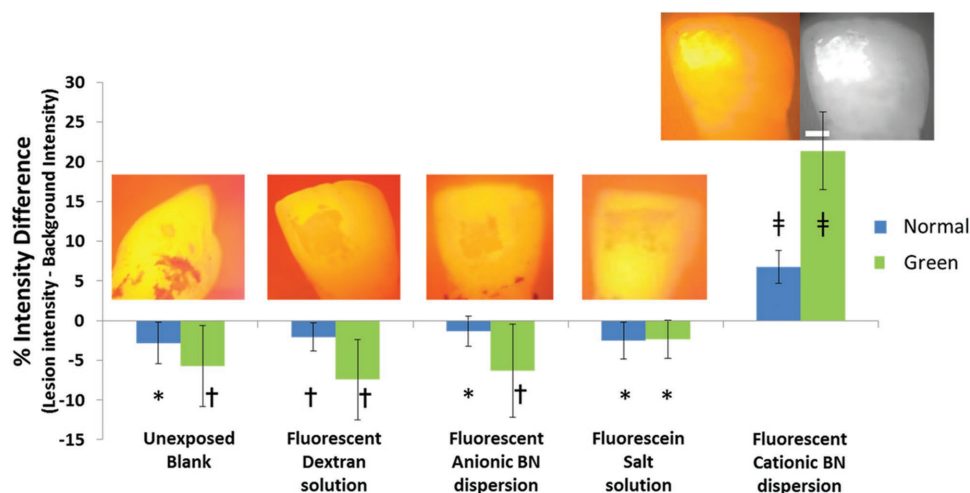 % Intensity Difference
(Lesion intensity - Background Intensity)
30
25
20
15
10
5
0
-5
-10
-15
‡
‡
Normal
Green
*
†
†
†
*
†
*
*
Unexposed
Blank
Fluorescent
Dextran
solution
Fluorescent
Anionic BN
dispersion
Fluorescein
Salt
solution
Fluorescent
Cationic BN
dispersion